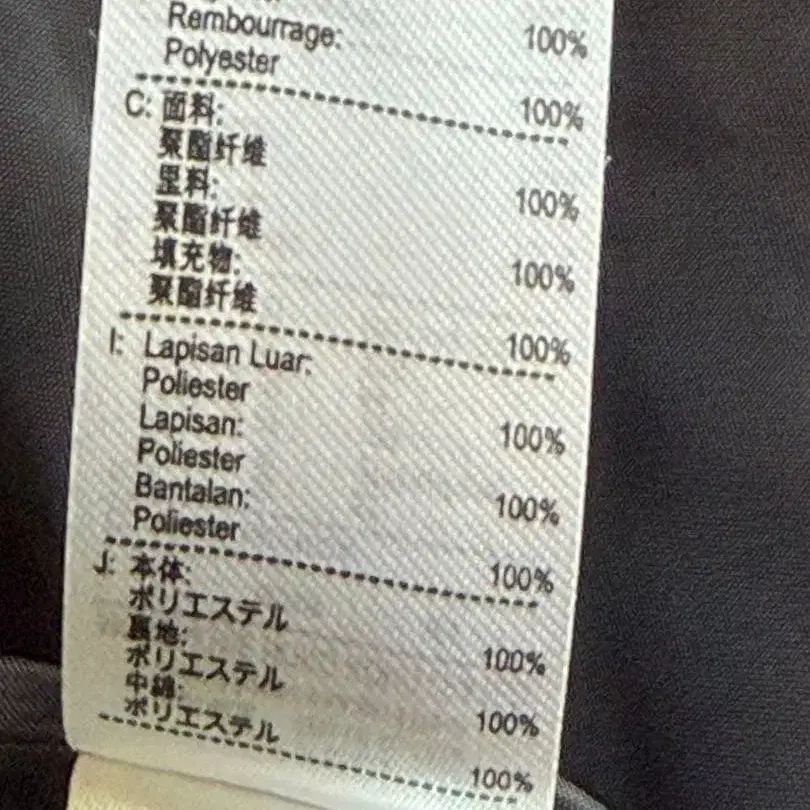 Rembourrage:
Polyester 100%
C: 面料:
聚酯纤维 100%
里料:
聚酯纤维 100%
填充物:
聚酯纤维 100%
I: Lapisan Luar:
Poliester 100%
Lapisan:
Poliester 100%
Bantalan:
Poliester 100%
J: 本体:
ポリエステル 100%
裏地:
ポリエステル 100%
中綿:
ポリエステル 100%